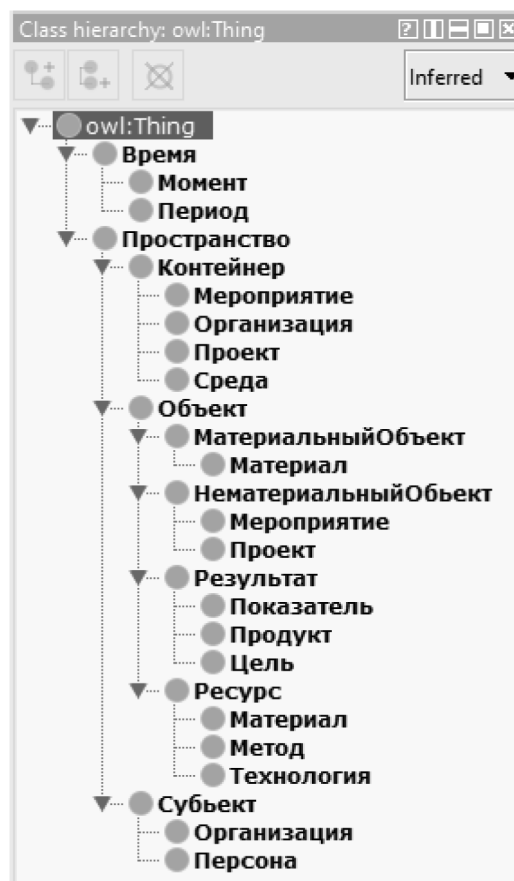 Class hierarchy: owl:Thing
Inferred
owl:Thing
Время
Момент
Период
Пространство
Контейнер
Мероприятие
Организация
Проект
Среда
Объект
МатериальныйОбъект
Материал
НематериальныйОбьект
Мероприятие
Проект
Результат
Показатель
Продукт
Цель
Ресурс
Материал
Метод
Технология
Субьект
Организация
Персона